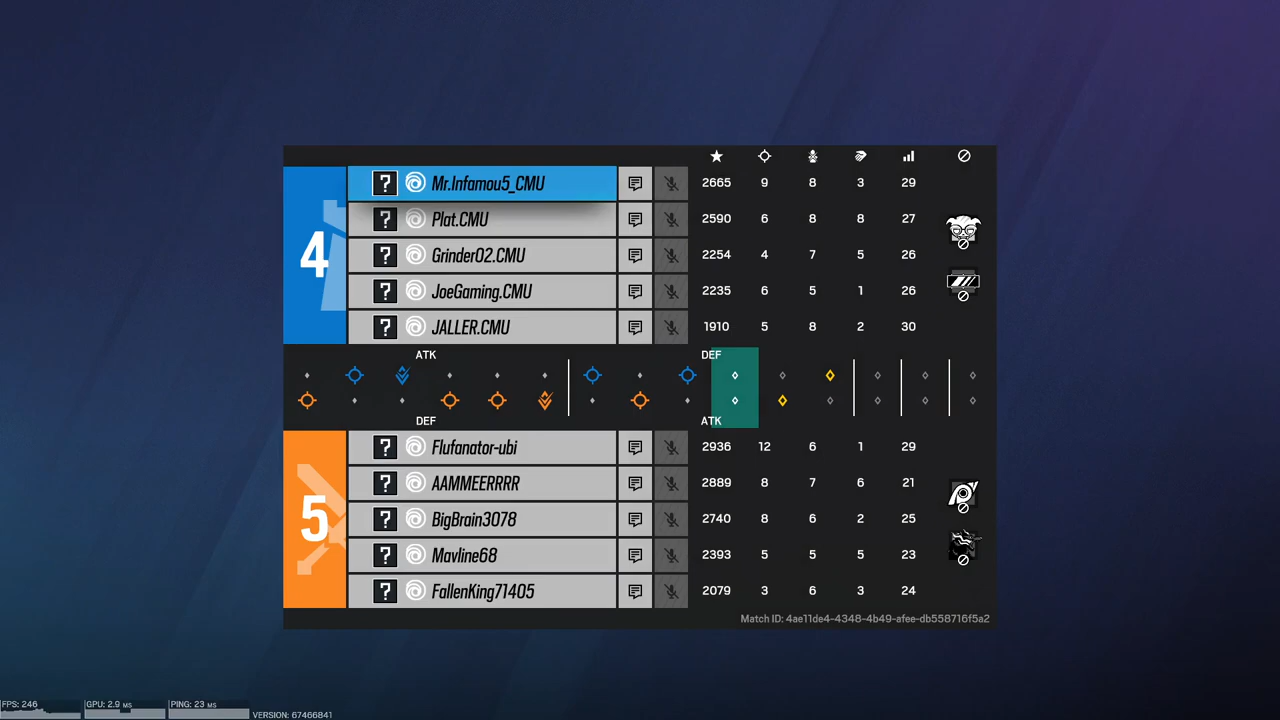 4
? Mr.Infamou5_CMU 2665 9 8 3 29
? Plat.CMU 2590 6 8 8 27
? Grinder02.CMU 2254 4 7 5 26
? JoeGaming.CMU 2235 6 5 1 26
? JALLER.CMU 1910 5 8 2 30
ATK DEF
DEF ATK
5
? Flufanator-ubi 2936 12 6 1 29
? AAMMEERRRR 2889 8 7 6 21
? BigBrain3078 2740 8 6 2 25
? Mavline68 2393 5 5 5 23
? FallenKing71405 2079 3 6 3 24
Match ID: 4ae11de4-4348-4b49-afee-db558716f5a2
FPS: 246 GPU: 2.9 MS PING: 23 MS VERSION: 67466841